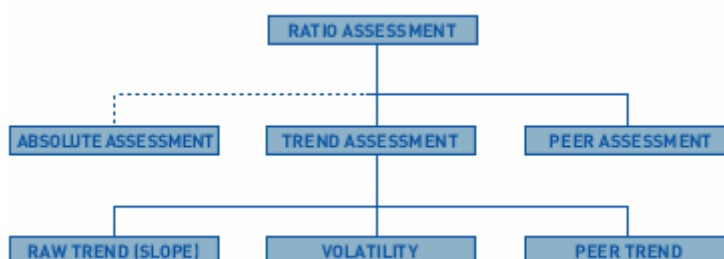 RATIO ASSESSMENT
ABSOLUTE ASSESSMENT
TREND ASSESSMENT
PEER ASSESSMENT
RAW TREND (SLOPE)
VOLATILITY
PEER TREND